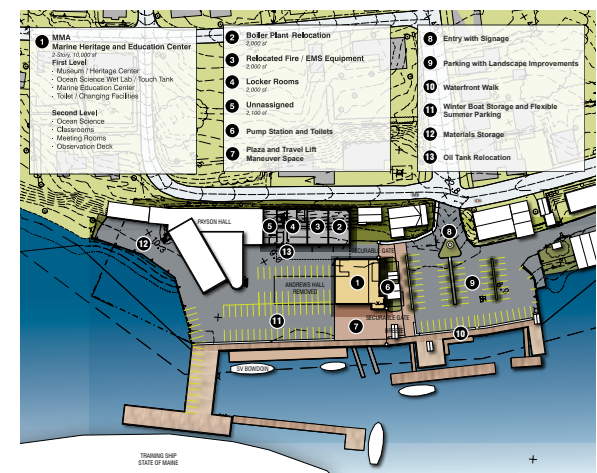 1 MMA
Marine Heritage and Education Center
2-Story, 10,000 sf
First Level
· Museum / Heritage Center
· Ocean Science Wet Lab / Touch Tank
· Marine Education Center
· Toilet / Changing Facilities
Second Level
· Ocean Science
· Classrooms
· Meeting Rooms
· Observation Deck
2 Boiler Plant Relocation
2,000 sf
3 Relocated Fire / EMS Equipment
2,000 sf
4 Locker Rooms
2,000 sf
5 Unnassigned
2,100 sf
6 Pump Station and Toilets
7 Plaza and Travel Lift
Maneuver Space
8 Entry with Signage
9 Parking with Landscape Improvements
10 Waterfront Walk
11 Winter Boat Storage and Flexible
Summer Parking
12 Materials Storage
13 Oil Tank Relocation
PAYSON HALL
5 4 3 2
8
12
13
SECURABLE GATE
ANDREWS HALL
REMOVED
1
6
9
11
7
SECURABLE GATE
10
SV BOWDOIN
TRAINING SHIP
STATE OF MAINE